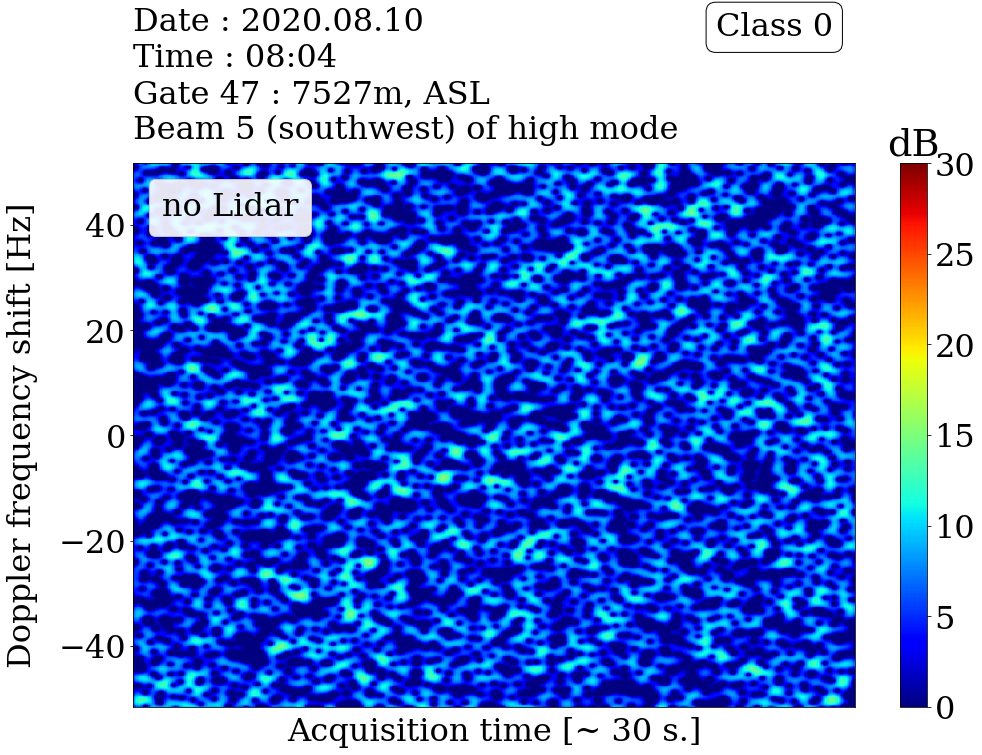 Date : 2020.08.10
Time : 08:04
Gate 47 : 7527m, ASL
Beam 5 (southwest) of high mode
Class 0
dB
no Lidar
Doppler frequency shift [Hz]
40
20
0
−20
−40
30
25
20
15
10
5
0
Acquisition time [~ 30 s.]